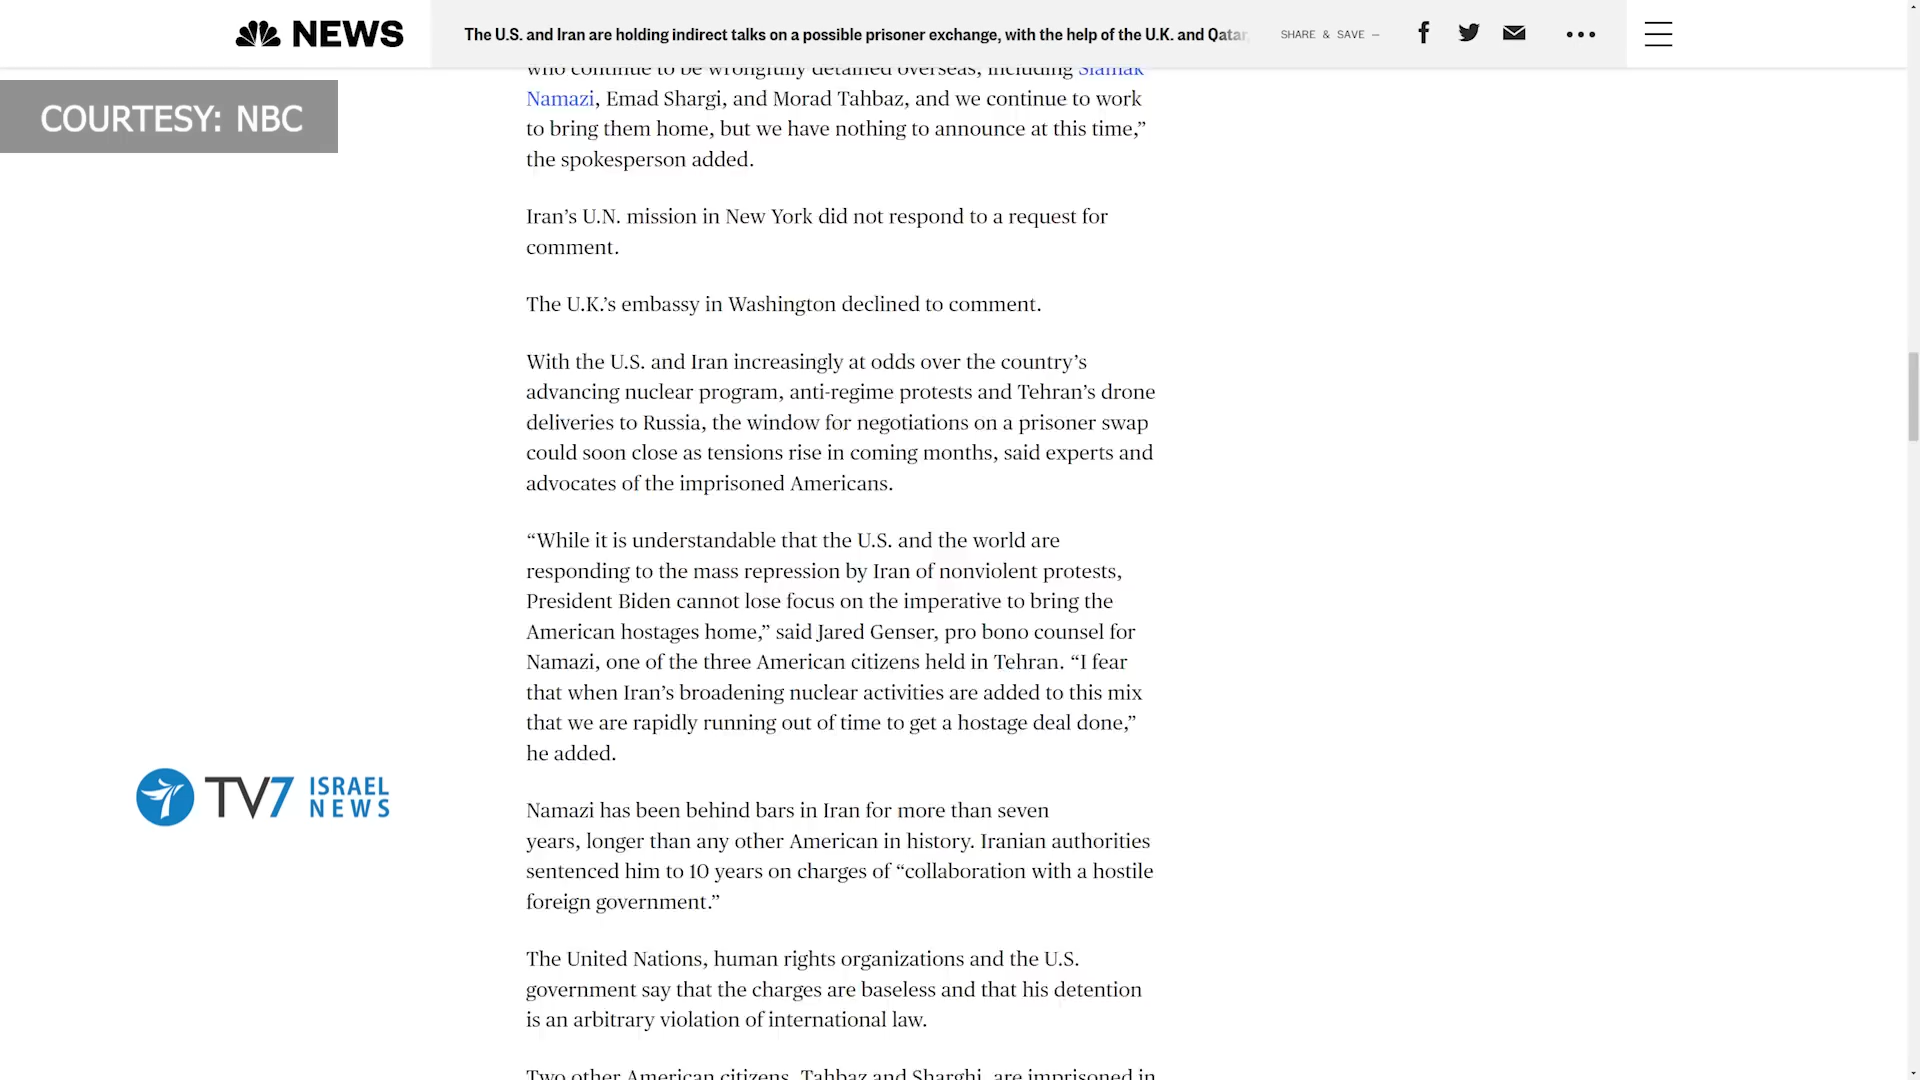 NEWS
The U.S. and Iran are holding indirect talks on a possible prisoner exchange, with the help of the U.K. and Qatar,
SHARE & SAVE —
COURTESY: NBC
who continue to be wrongfully detained overseas, including Siamak
Namazi, Emad Shargi, and Morad Tahbaz, and we continue to work
to bring them home, but we have nothing to announce at this time,”
the spokesperson added.
Iran’s U.N. mission in New York did not respond to a request for
comment.
The U.K.’s embassy in Washington declined to comment.
With the U.S. and Iran increasingly at odds over the country’s
advancing nuclear program, anti-regime protests and Tehran’s drone
deliveries to Russia, the window for negotiations on a prisoner swap
could soon close as tensions rise in coming months, said experts and
advocates of the imprisoned Americans.
“While it is understandable that the U.S. and the world are
responding to the mass repression by Iran of nonviolent protests,
President Biden cannot lose focus on the imperative to bring the
American hostages home,” said Jared Genser, pro bono counsel for
Namazi, one of the three American citizens held in Tehran. “I fear
that when Iran’s broadening nuclear activities are added to this mix
that we are rapidly running out of time to get a hostage deal done,”
he added.
TV7 ISRAEL NEWS
Namazi has been behind bars in Iran for more than seven
years, longer than any other American in history. Iranian authorities
sentenced him to 10 years on charges of “collaboration with a hostile
foreign government.”
The United Nations, human rights organizations and the U.S.
government say that the charges are baseless and that his detention
is an arbitrary violation of international law.
Two other American citizens, Tahbaz and Sharghi, are imprisoned in